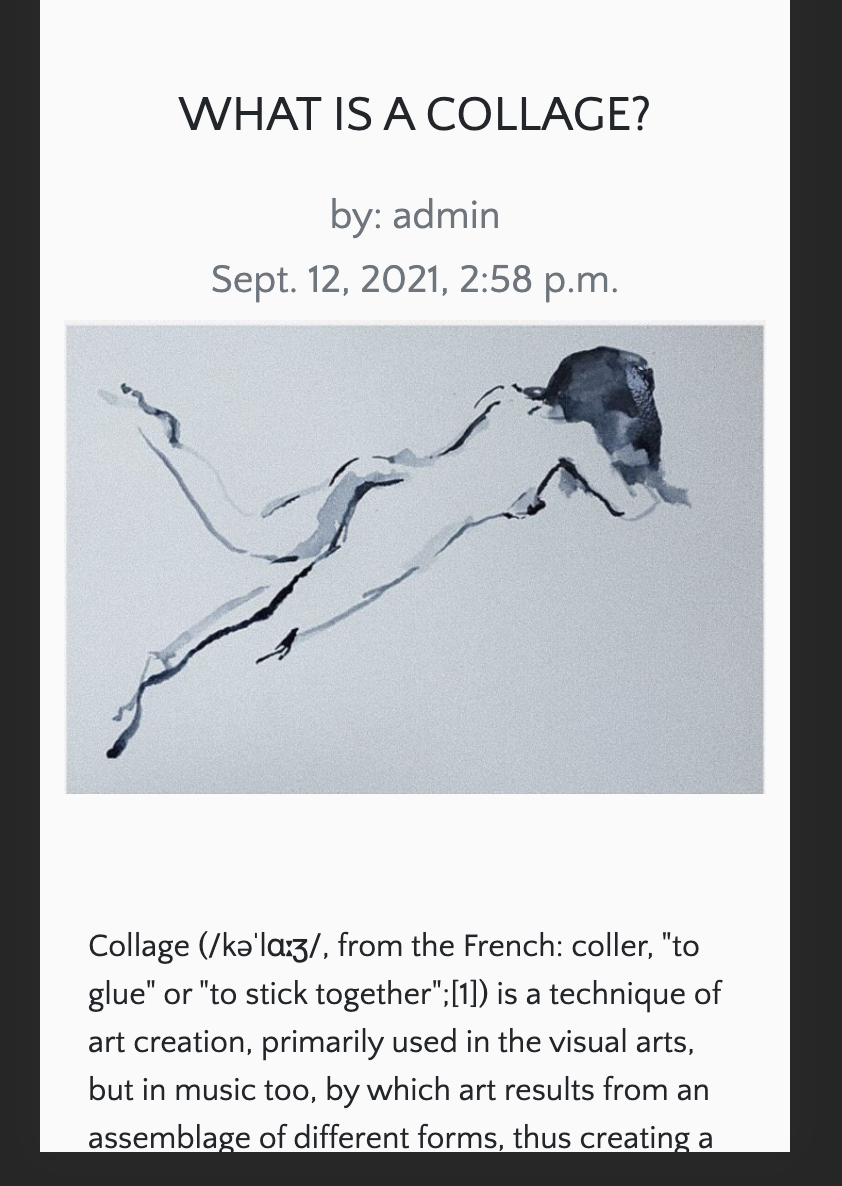 WHAT IS A COLLAGE?
by: admin
Sept. 12, 2021, 2:58 p.m.
Collage (/kəˈlɑːʒ/, from the French: coller, "to
glue" or "to stick together";[1]) is a technique of
art creation, primarily used in the visual arts,
but in music too, by which art results from an
assemblage of different forms, thus creating a